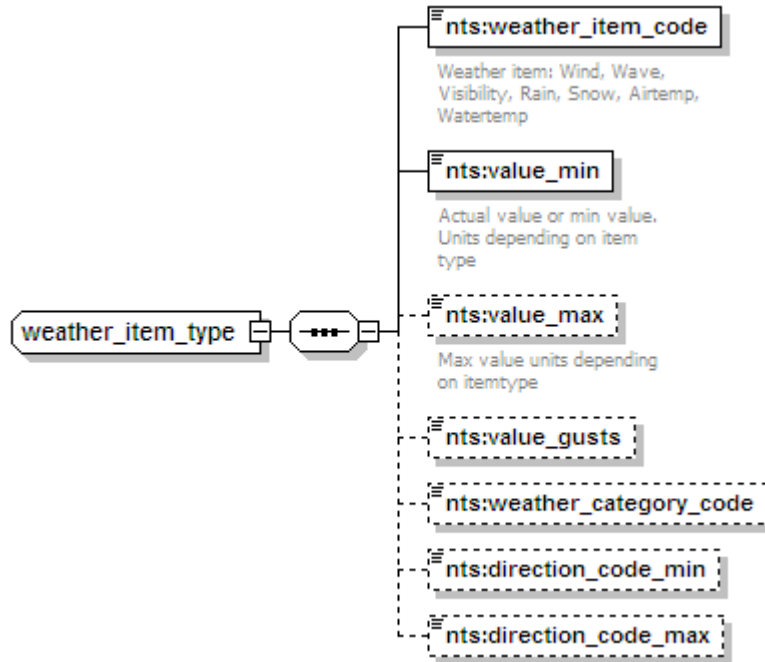 nts:weather_item_code
Weather item: Wind, Wave,
Visibility, Rain, Snow, Airtemp,
Watertemp
nts:value_min
Actual value or min value.
Units depending on item
type
weather_item_type
nts:value_max
Max value units depending
on itemtype
nts:value_gusts
nts:weather_category_code
nts:direction_code_min
nts:direction_code_max